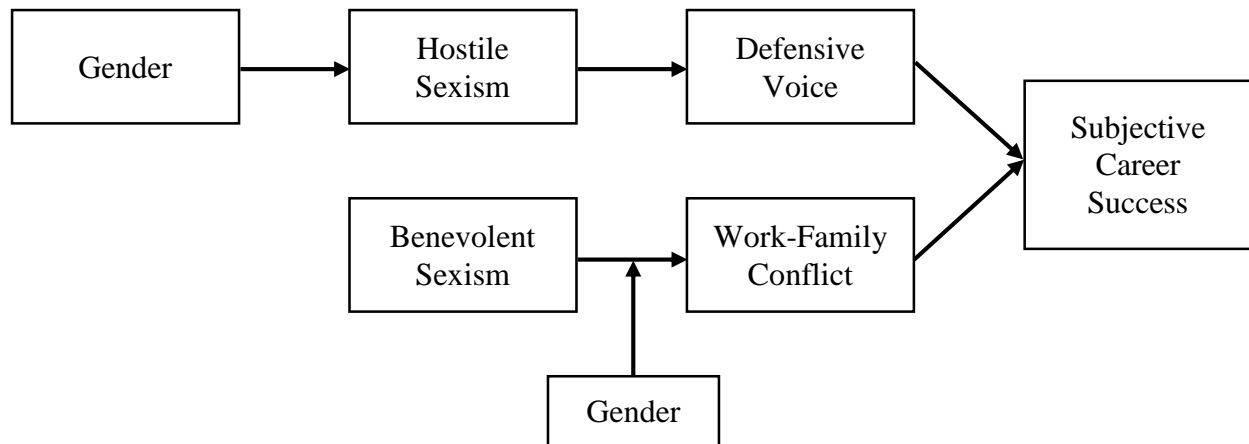 Gender
Hostile
Sexism
Defensive
Voice
Subjective
Career
Success
Benevolent
Sexism
Work-Family
Conflict
Gender